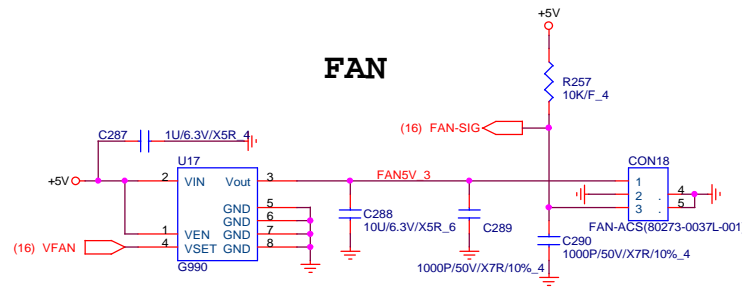 +5V
FAN
R257
10K/F_4
(16) FAN-SIG
C287
1U/6.3V/X5R_4
U17
CON18
+5V
2
VIN
Vout
3
FAN5V_3
1
2
3
.
.
4
5
GND
5
GND
6
GND
7
GND
8
1
VEN
4
VSET
(16) VFAN
G990
C288
10U/6.3V/X5R_6
C289
1000P/50V/X7R/10%_4
C290
1000P/50V/X7R/10%_4
FAN-ACS(80273-0037L-001